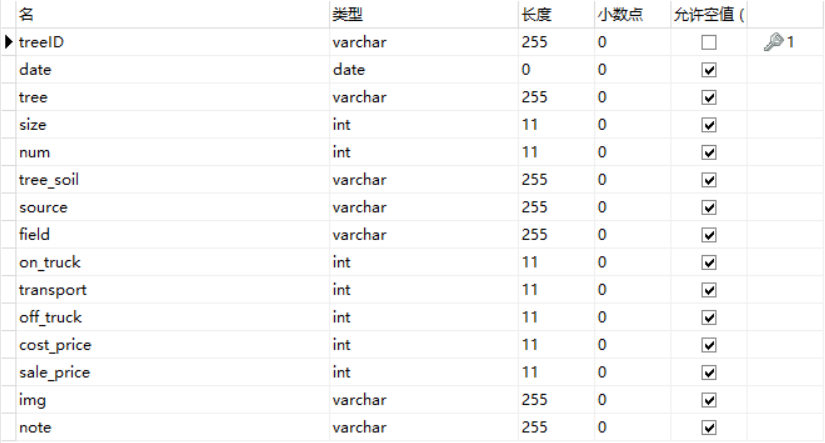 名 类型 长度 小数点 允许空值 (
treeID varchar 255 0 1
date date 0 0
tree varchar 255 0
size int 11 0
num int 11 0
tree_soil varchar 255 0
source varchar 255 0
field varchar 255 0
on_truck int 11 0
transport int 11 0
off_truck int 11 0
cost_price int 11 0
sale_price int 11 0
img varchar 255 0
note varchar 255 0